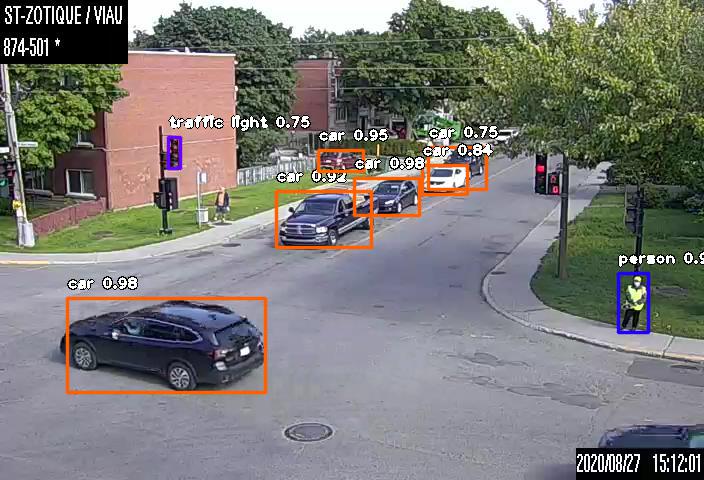 ST-ZOTIQUE / VIAU
874-501 *
traffic light 0.75
car 0.95
car 0.75
car 0.84
car 0.98
car 0.92
person 0.9
car 0.98
2020/08/27 15:12:01